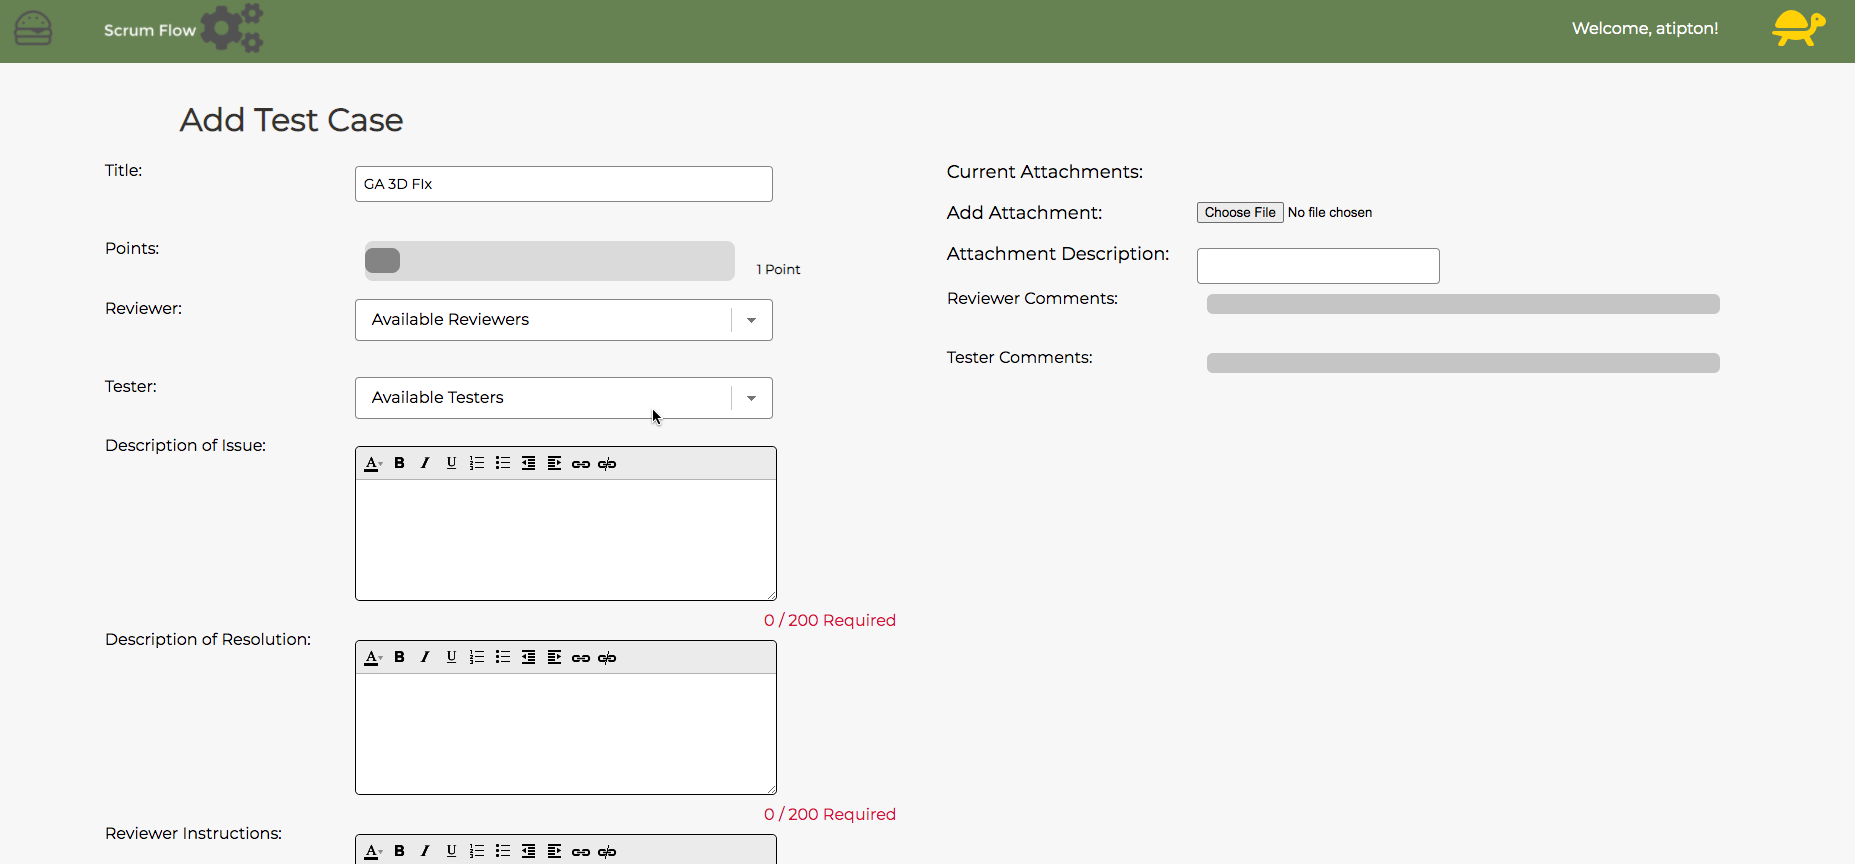 Scrum Flow
Welcome, atipton!
Add Test Case
Title:
GA 3D FIx
Points:
1 Point
Reviewer:
Available Reviewers
Tester:
Available Testers
Description of Issue:
A B I U
0 / 200 Required
Description of Resolution:
A B I U
0 / 200 Required
Reviewer Instructions:
A B I U
Current Attachments:
Add Attachment:
Choose File No file chosen
Attachment Description:
Reviewer Comments:
Tester Comments: